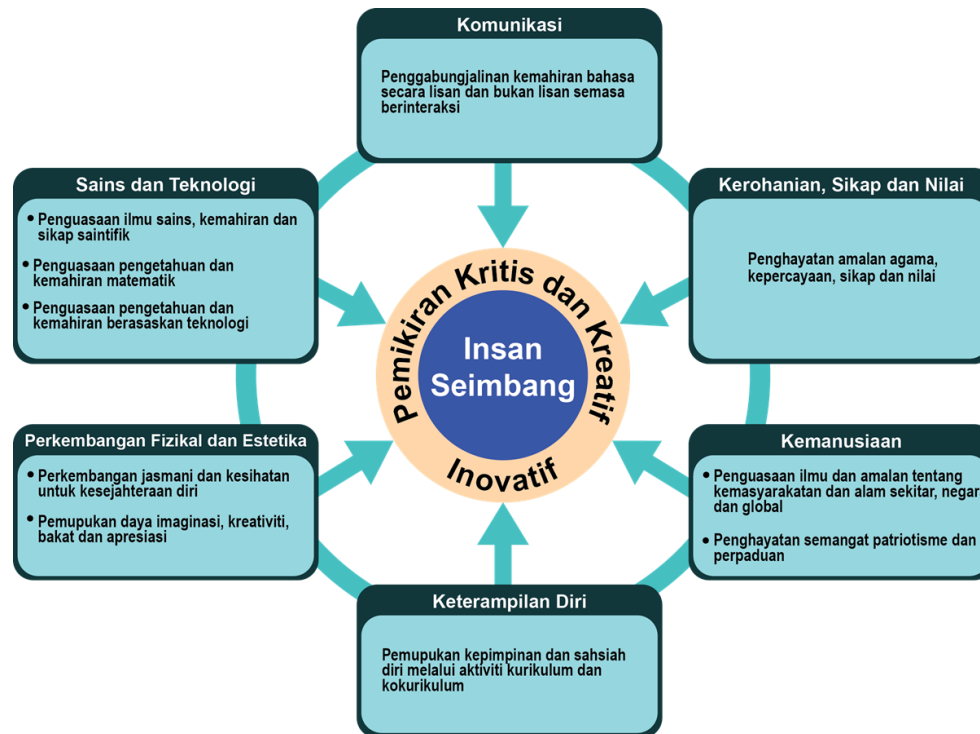 Komunikasi
Penggabungjalinan kemahiran bahasa
secara lisan dan bukan lisan semasa
berinteraksi
Sains dan Teknologi
• Penguasaan ilmu sains, kemahiran dan
sikap saintifik
• Penguasaan pengetahuan dan
kemahiran matematik
• Penguasaan pengetahuan dan
kemahiran berasaskan teknologi
Kerohanian, Sikap dan Nilai
Penghayatan amalan agama,
kepercayaan, sikap dan nilai
Pemikiran Kritis dan Kreatif
Insan
Seimbang
Inovatif
Perkembangan Fizikal dan Estetika
• Perkembangan jasmani dan kesihatan
untuk kesejahteraan diri
• Pemupukan daya imaginasi, kreativiti,
bakat dan apresiasi
Kemanusiaan
• Penguasaan ilmu dan amalan tentang
kemasyarakatan dan alam sekitar, negar
dan global
• Penghayatan semangat patriotisme dan
perpaduan
Keterampilan Diri
Pemupukan kepimpinan dan sahsiah
diri melalui aktiviti kurikulum dan
kokurikulum